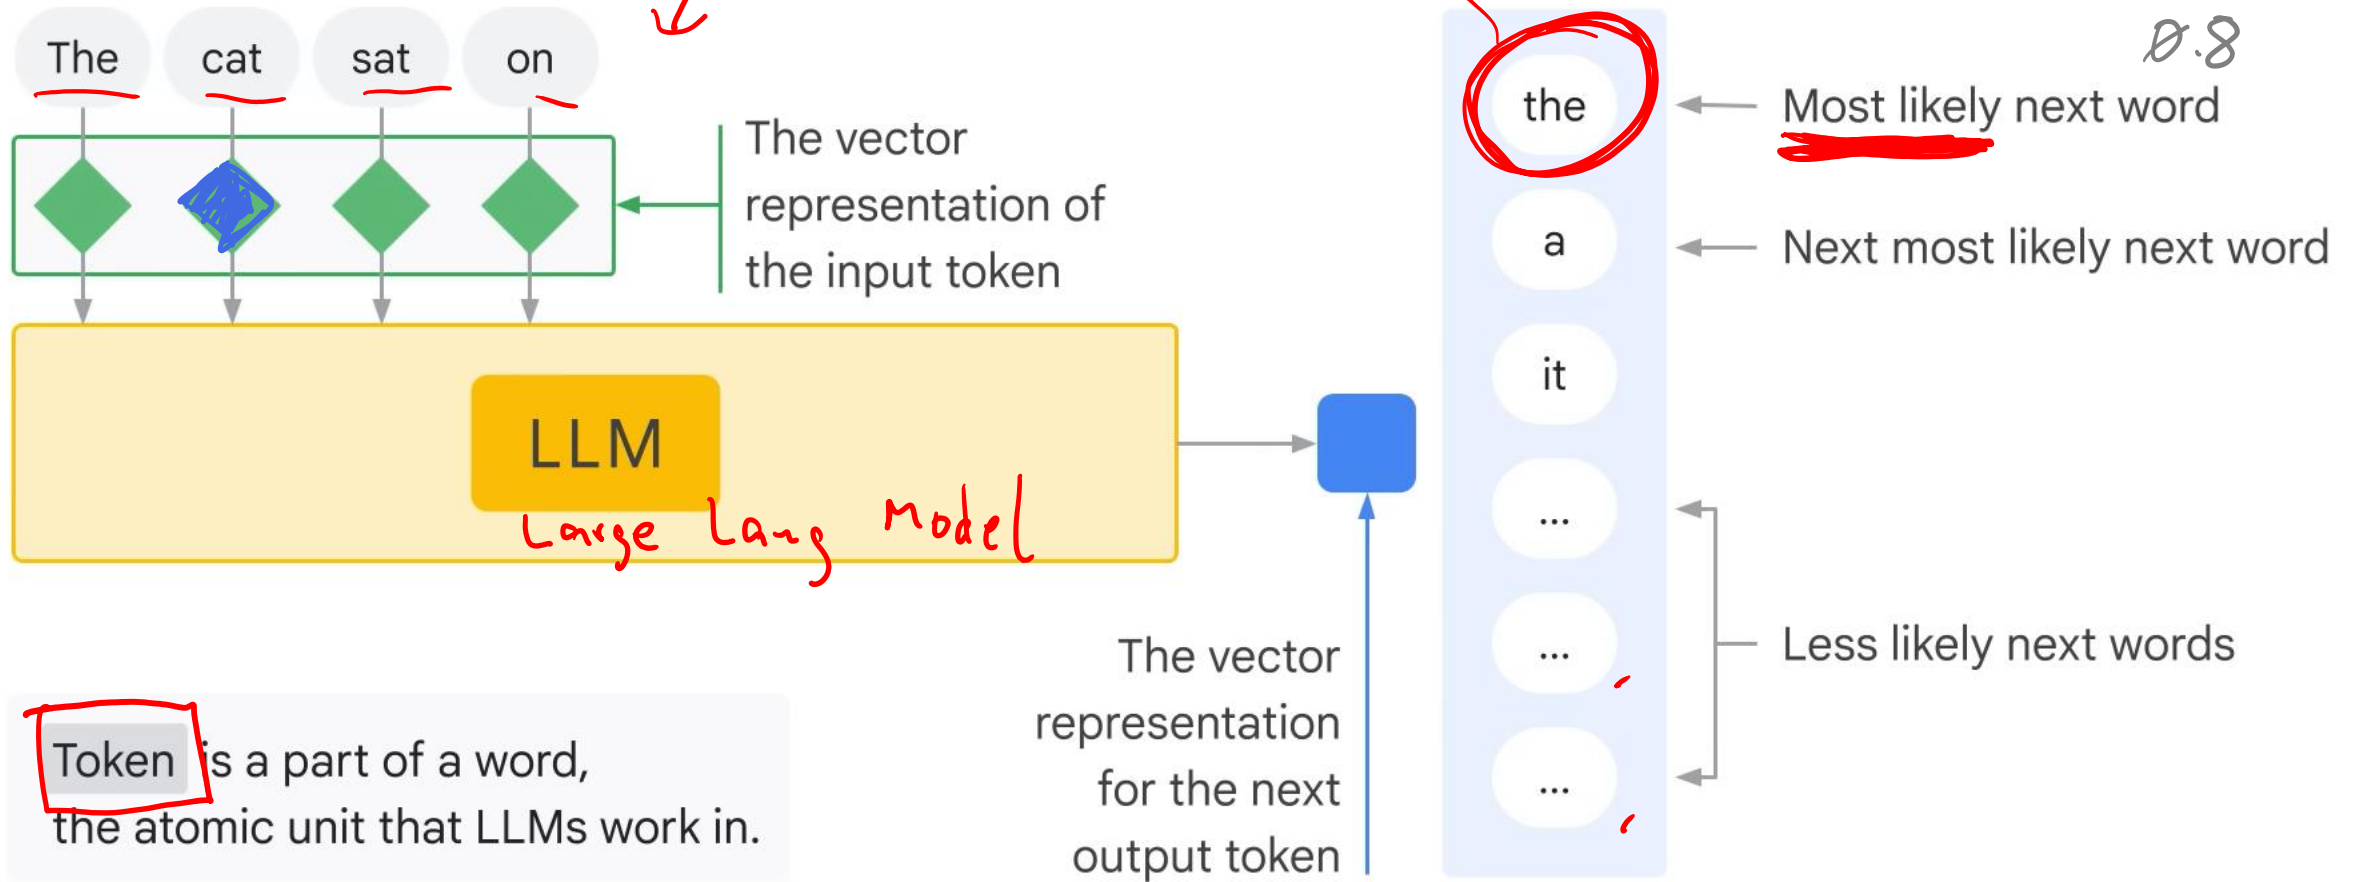 The cat sat on
The vector
representation of
the input token
LLM
Large Lang Model
Token is a part of a word,
the atomic unit that LLMs work in.
The vector
representation
for the next
output token
the
a
it
...
...
...
0.8
Most likely next word
Next most likely next word
Less likely next words